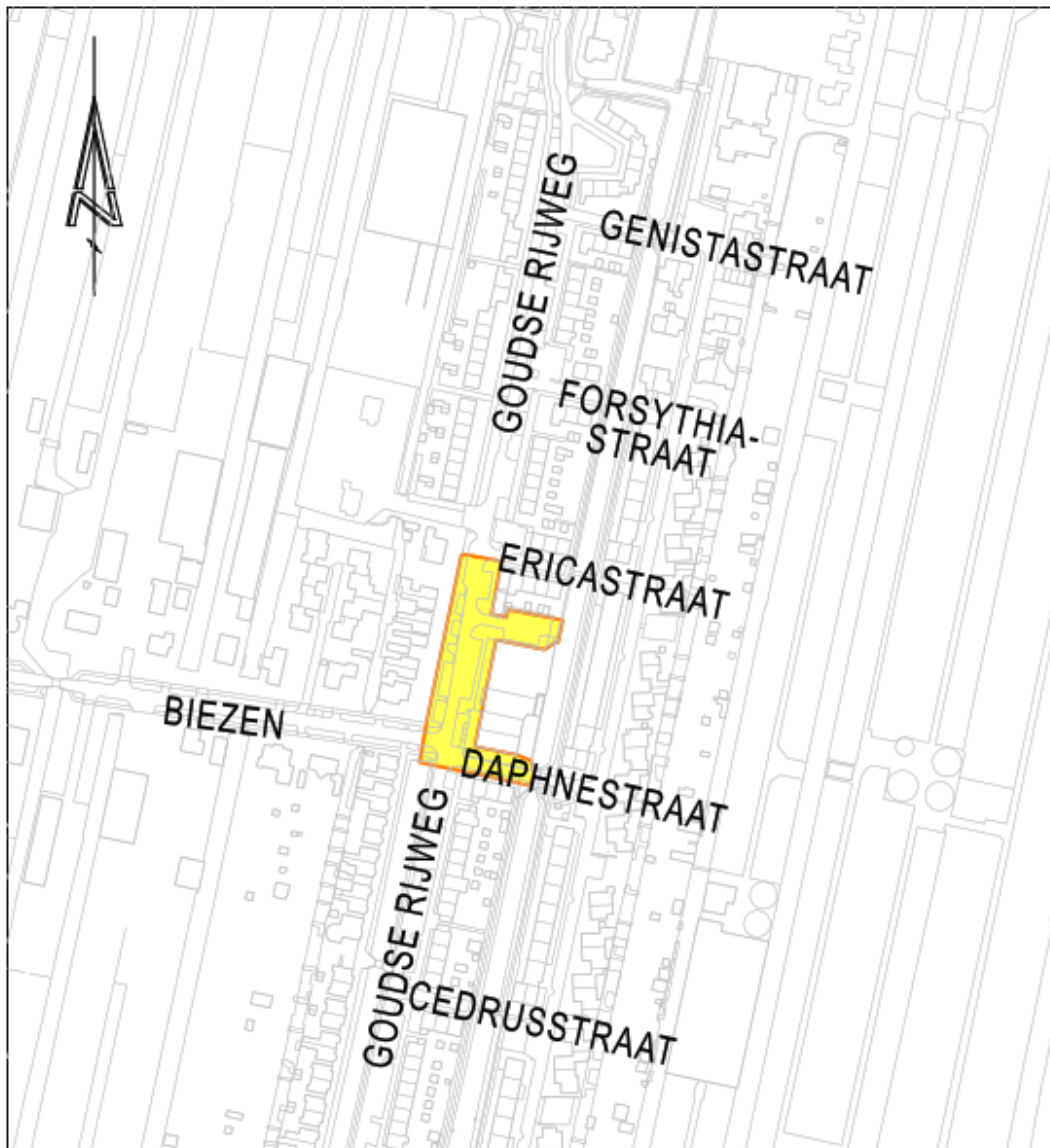 N
GOUDSE RIJWEG
GENISTASTRAAT
FORSYTHIA-
STRAAT
ERICASTRAAT
BIEZEN
DAPHNESTRAAT
GOUDSE RIJWEG
CEDRUSSTRAAT